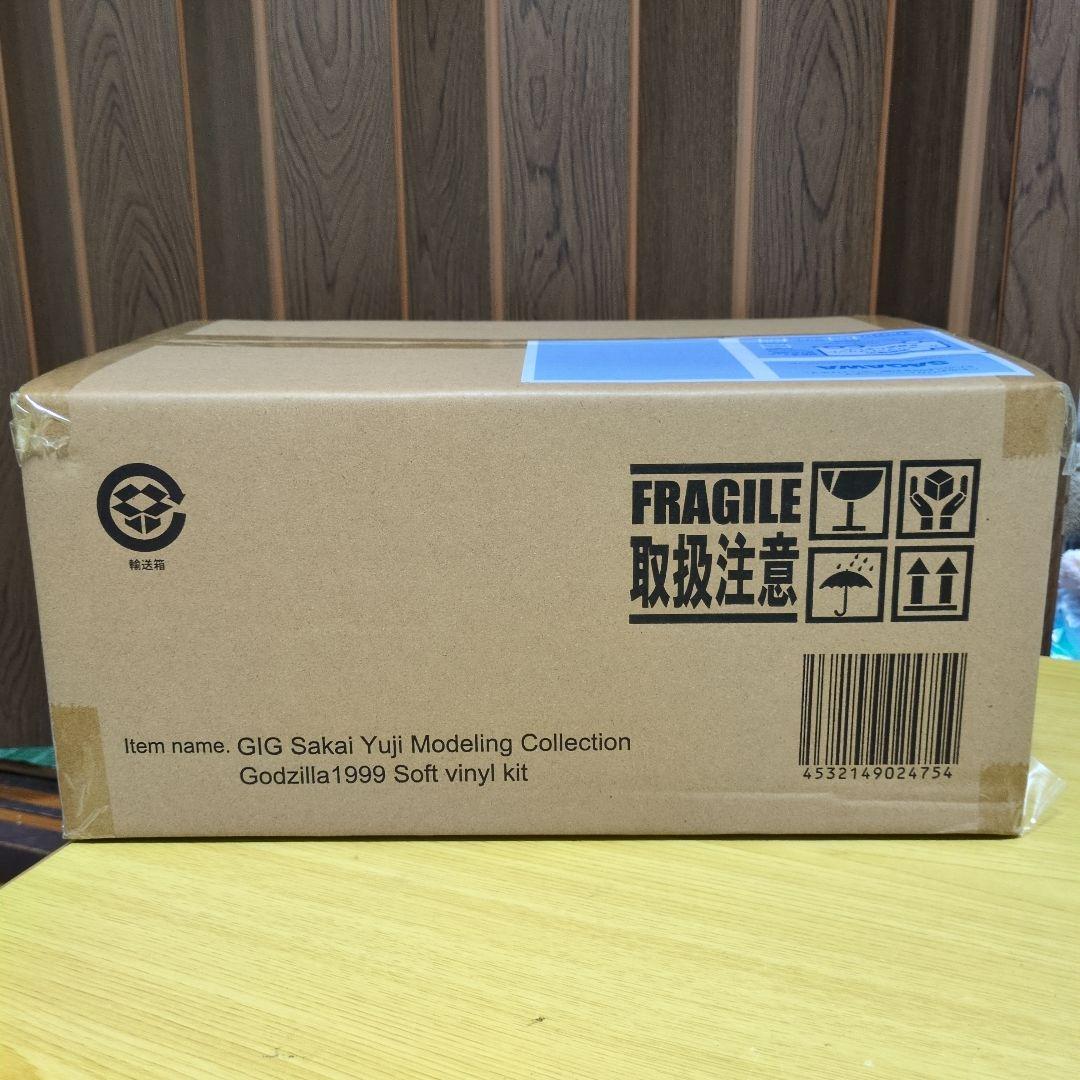 SAGAWA
輸送箱
FRAGILE
取扱注意
Item name. GIG Sakai Yuji Modeling Collection
Godzilla1999 Soft vinyl kit
4532149024754